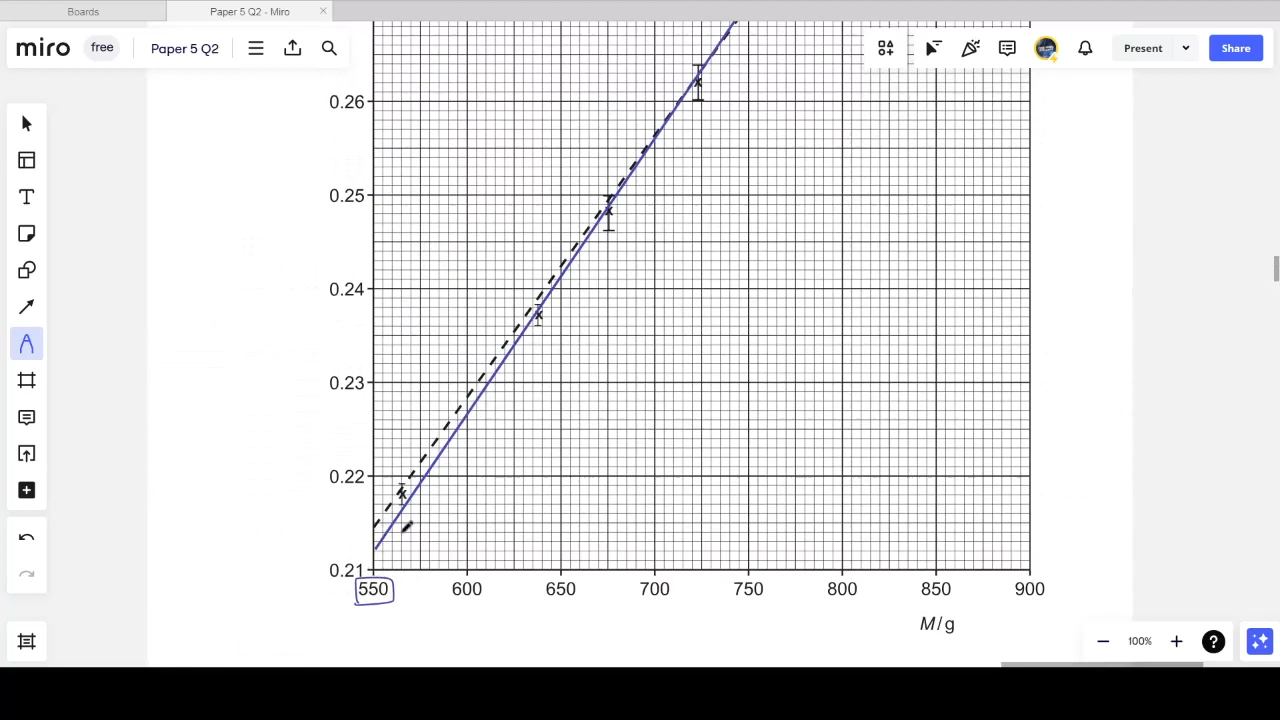 Boards
Paper 5 Q2 - Miro
miro free Paper 5 Q2
Present
Share
0.26
0.25
0.24
0.23
0.22
0.21
550 600 650 700 750 800 850 900
M/g
100%